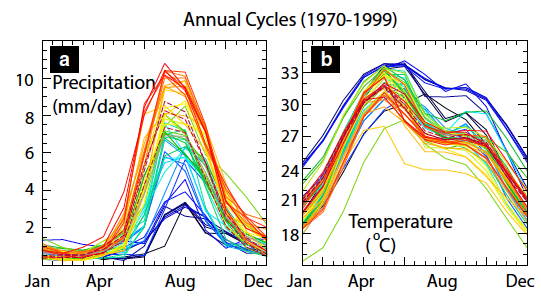 Annual Cycles (1970-1999)
a
Precipitation
(mm/day)
10
8
6
4
2
Jan Apr Aug Dec
b
33
30
27
24
21
18
Temperature
(°C)
Jan Apr Aug Dec